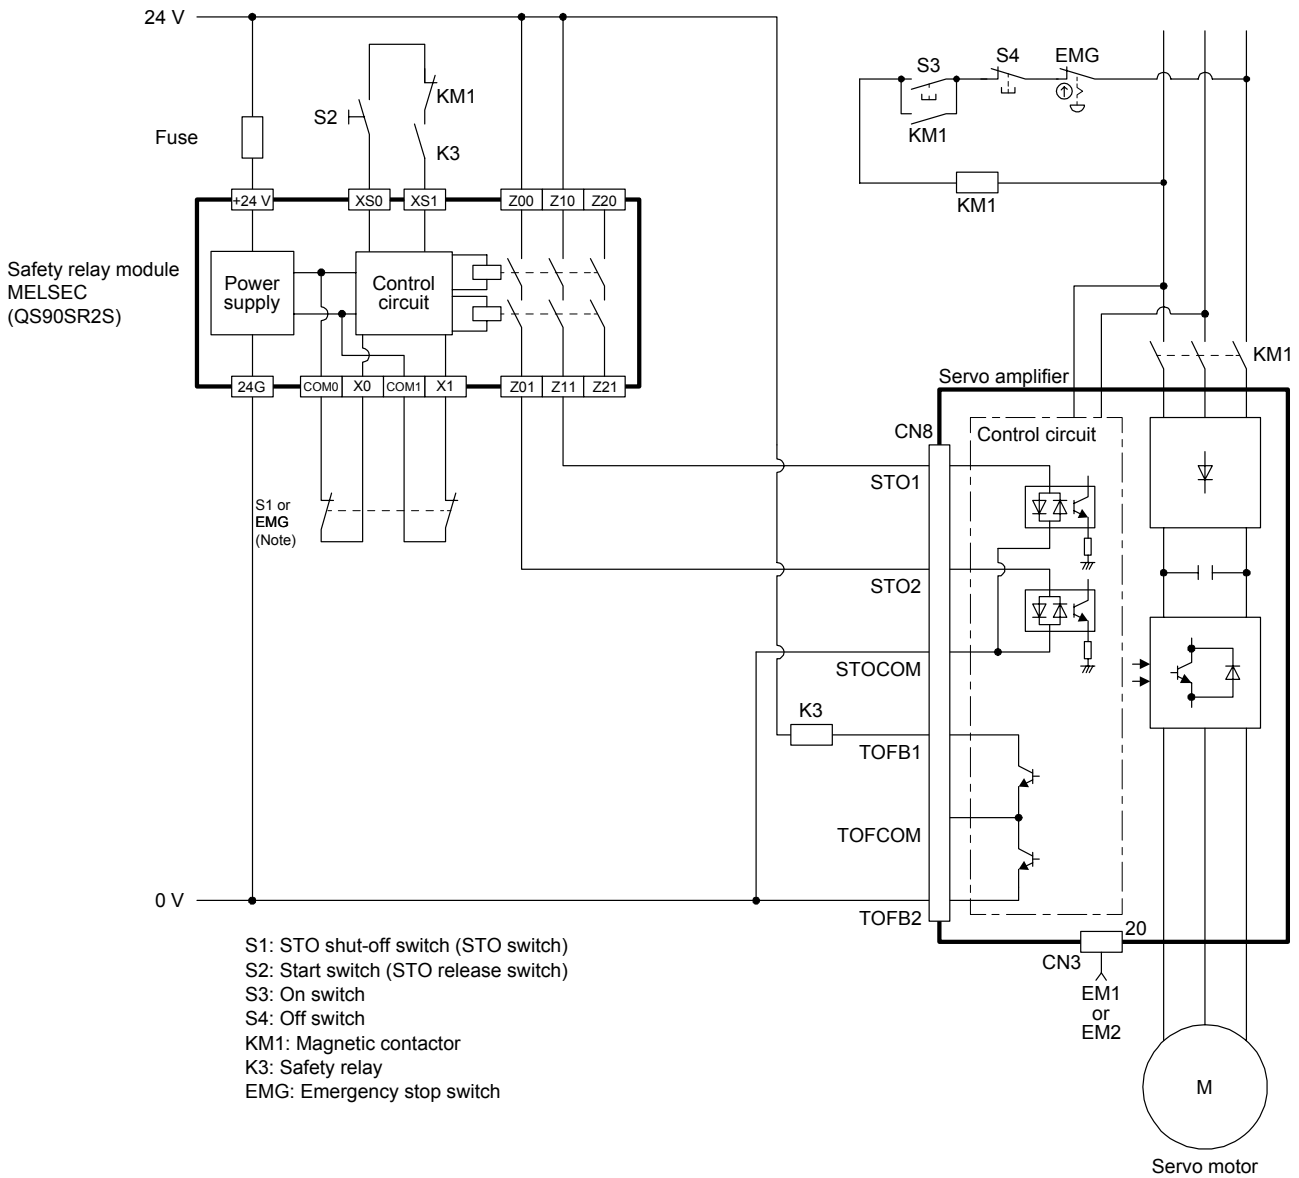 24 V
S3
S4
EMG
KM1
S2
Fuse
K3
KM1
KM1
+24 V
XS0
XS1
Z00
Z10
Z20
Safety relay module
MELSEC
(QS90SR2S)
Power
supply
Control
circuit
KM1
24G
COM0
X0
COM1
X1
Z01
Z11
Z21
Servo amplifier
CN8
Control circuit
STO1
S1 or
EMG
(Note)
STO2
STOCOM
K3
TOFB1
TOFCOM
0 V
TOFB2
20
CN3
EM1
or
EM2
S1: STO shut-off switch (STO switch)
S2: Start switch (STO release switch)
S3: On switch
S4: Off switch
KM1: Magnetic contactor
K3: Safety relay
EMG: Emergency stop switch
M
Servo motor